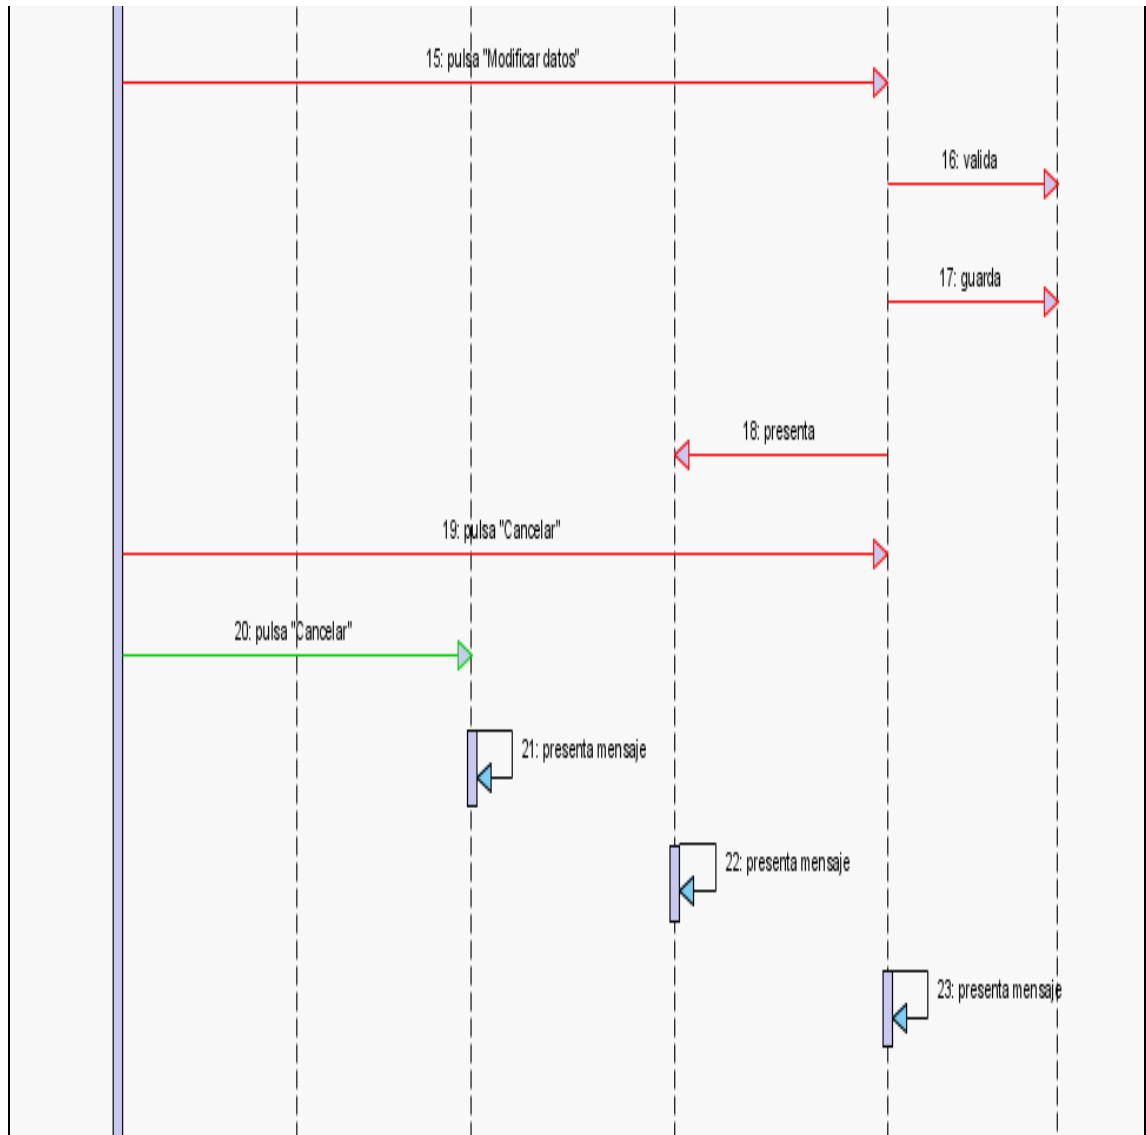 15: pulsa "Modificar datos"
16: valida
17: guarda
18: presenta
19: pulsa "Cancelar"
20: pulsa "Cancelar"
21: presenta mensaje
22: presenta mensaje
23: presenta mensaje